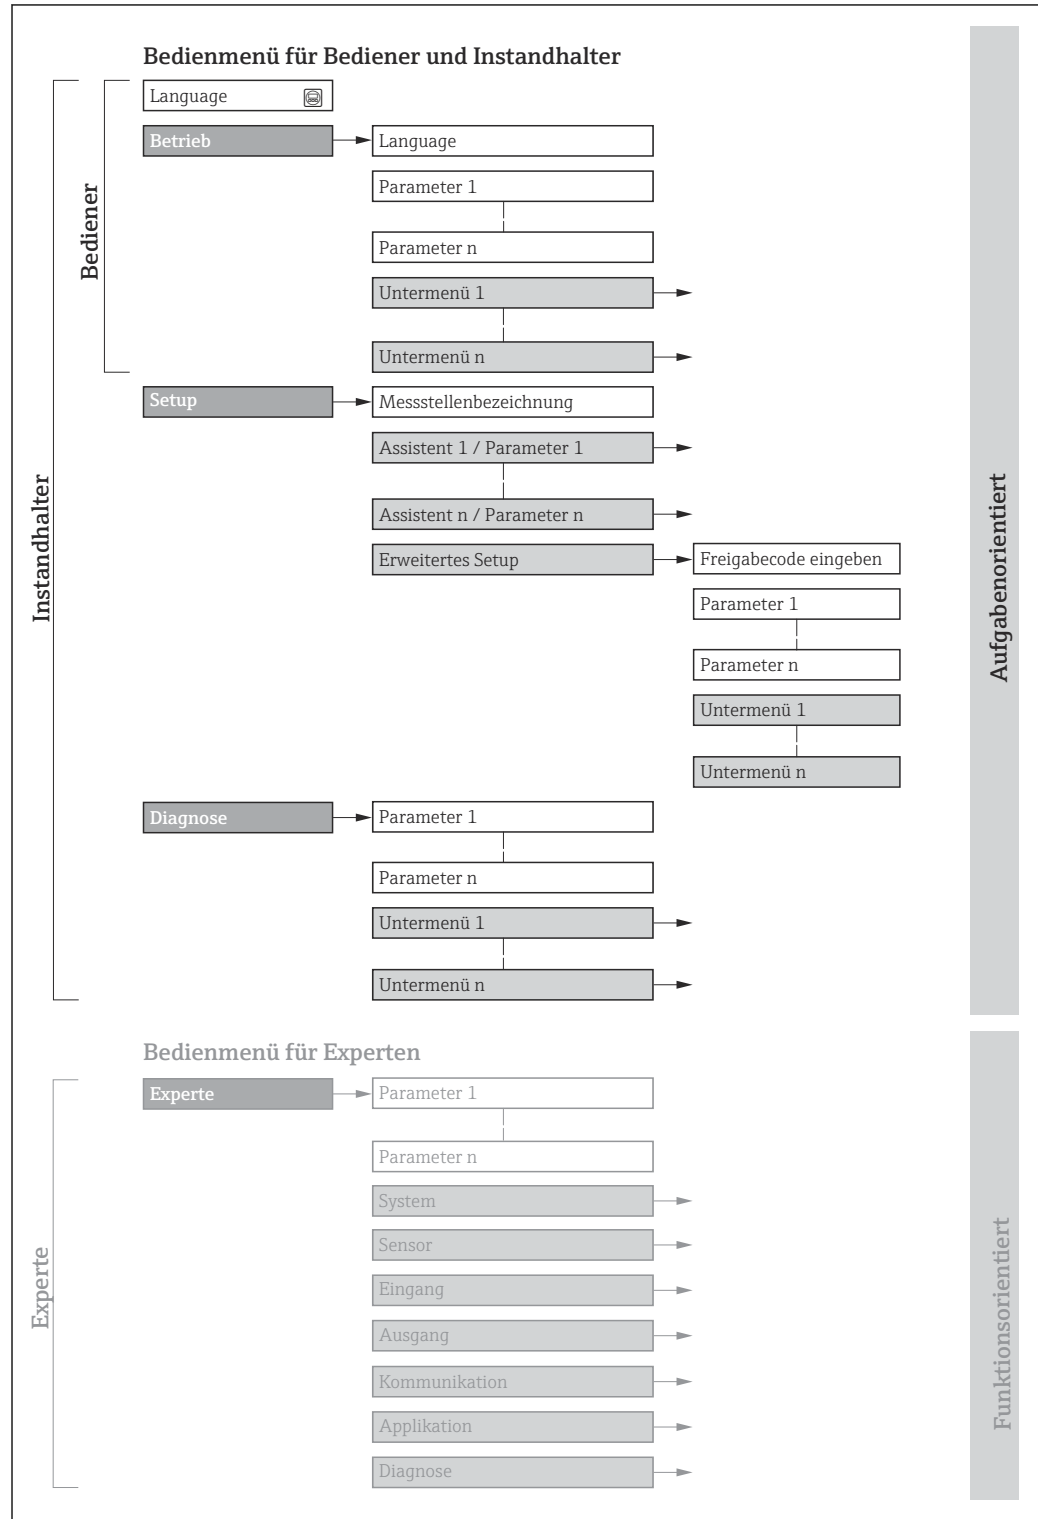 Bedienmenü für Bediener und Instandhalter
Language
Betrieb
Language
Parameter 1
Parameter n
Untermenü 1
Untermenü n
Bediener
Setup
Messstellenbezeichnung
Assistent 1 / Parameter 1
Assistent n / Parameter n
Erweitertes Setup
Freigabecode eingeben
Parameter 1
Parameter n
Untermenü 1
Untermenü n
Instandhalter
Aufgabenorientiert
Diagnose
Parameter 1
Parameter n
Untermenü 1
Untermenü n
Bedienmenü für Experten
Experte
Parameter 1
Parameter n
System
Sensor
Eingang
Ausgang
Kommunikation
Applikation
Diagnose
Experte
Funktionsorientiert